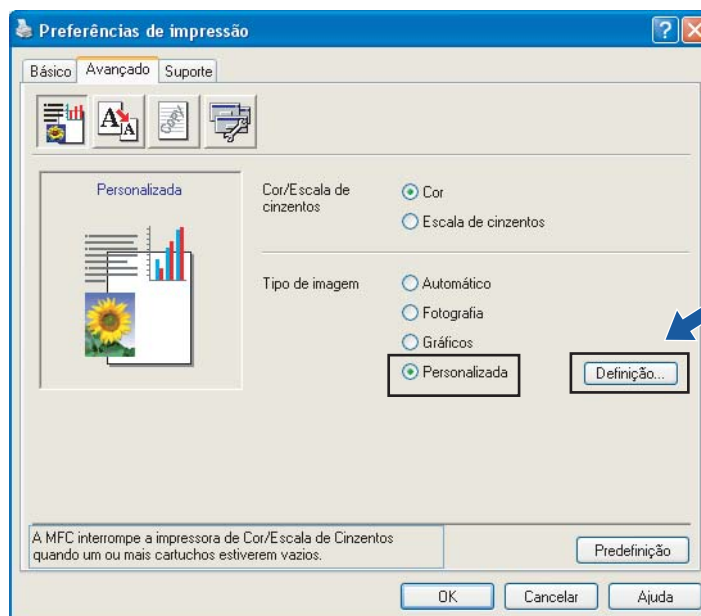 Preferências de impressão
Básico Avançado Suporte
Personalizada
Cor/Escala de
cinzentos
Cor
Escala de cinzentos
Tipo de imagem
Automático
Fotografia
Gráficos
Personalizada
Definição...
A MFC interrompe a impressora de Cor/Escala de Cinzentos
quando um ou mais cartuchos estiverem vazios.
Predefinição
OK Cancelar Ajuda